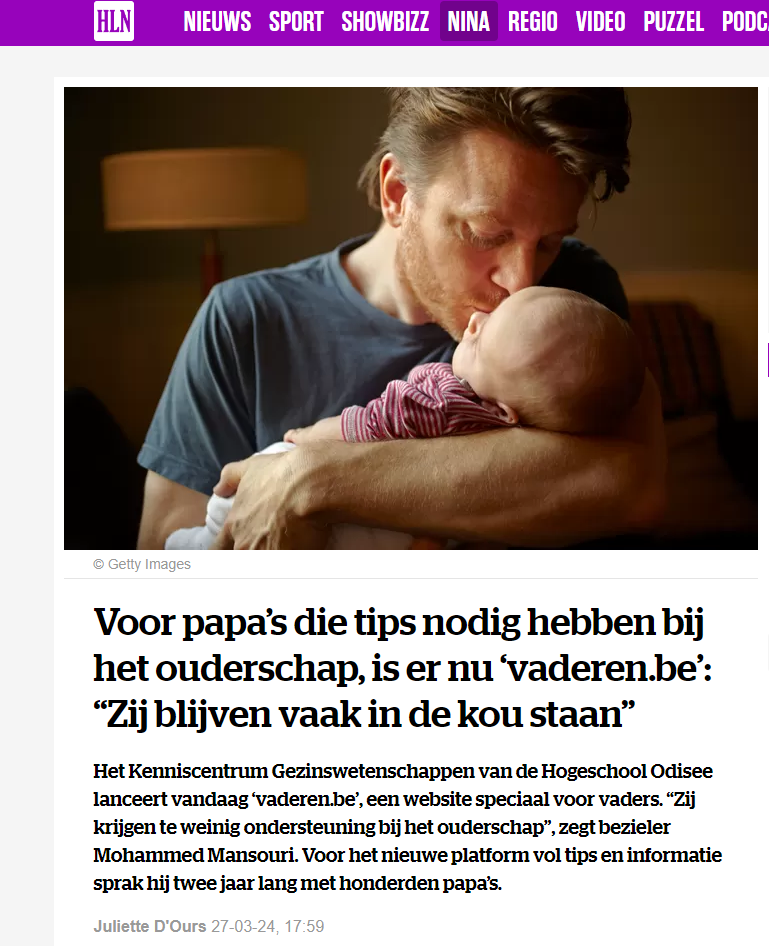 HLN NIEUWS SPORT SHOWBIZZ NINA REGIO VIDEO PUZZEL PODC
© Getty Images
Voor papa’s die tips nodig hebben bij
het ouderschap, is er nu ‘vaderen.be’:
“Zij blijven vaak in de kou staan”
Het Kenniscentrum Gezinswetenschappen van de Hogeschool Odisee
lanceert vandaag ‘vaderen.be’, een website speciaal voor vaders. “Zij
krijgen te weinig ondersteuning bij het ouderschap”, zegt bezieler
Mohammed Mansouri. Voor het nieuwe platform vol tips en informatie
sprak hij twee jaar lang met honderden papa’s.
Juliette D'Ours 27-03-24, 17:59